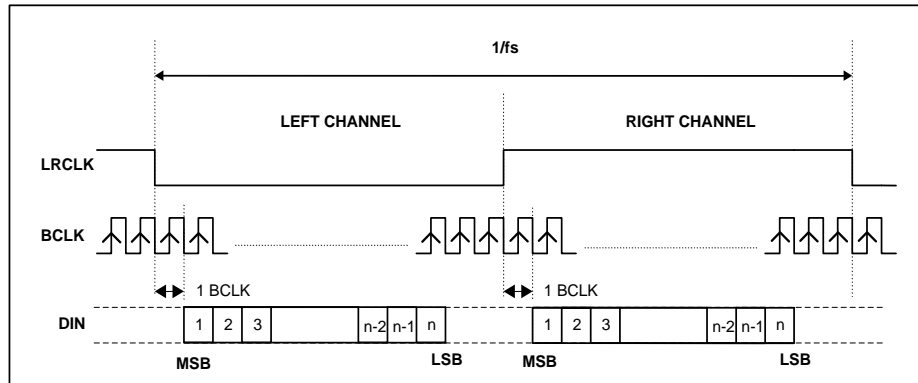 1/fs
LEFT CHANNEL
RIGHT CHANNEL
LRCLK
BCLK
1 BCLK
1 BCLK
DIN
1 2 3 n-2 n-1 n
1 2 3 n-2 n-1 n
MSB
LSB
MSB
LSB